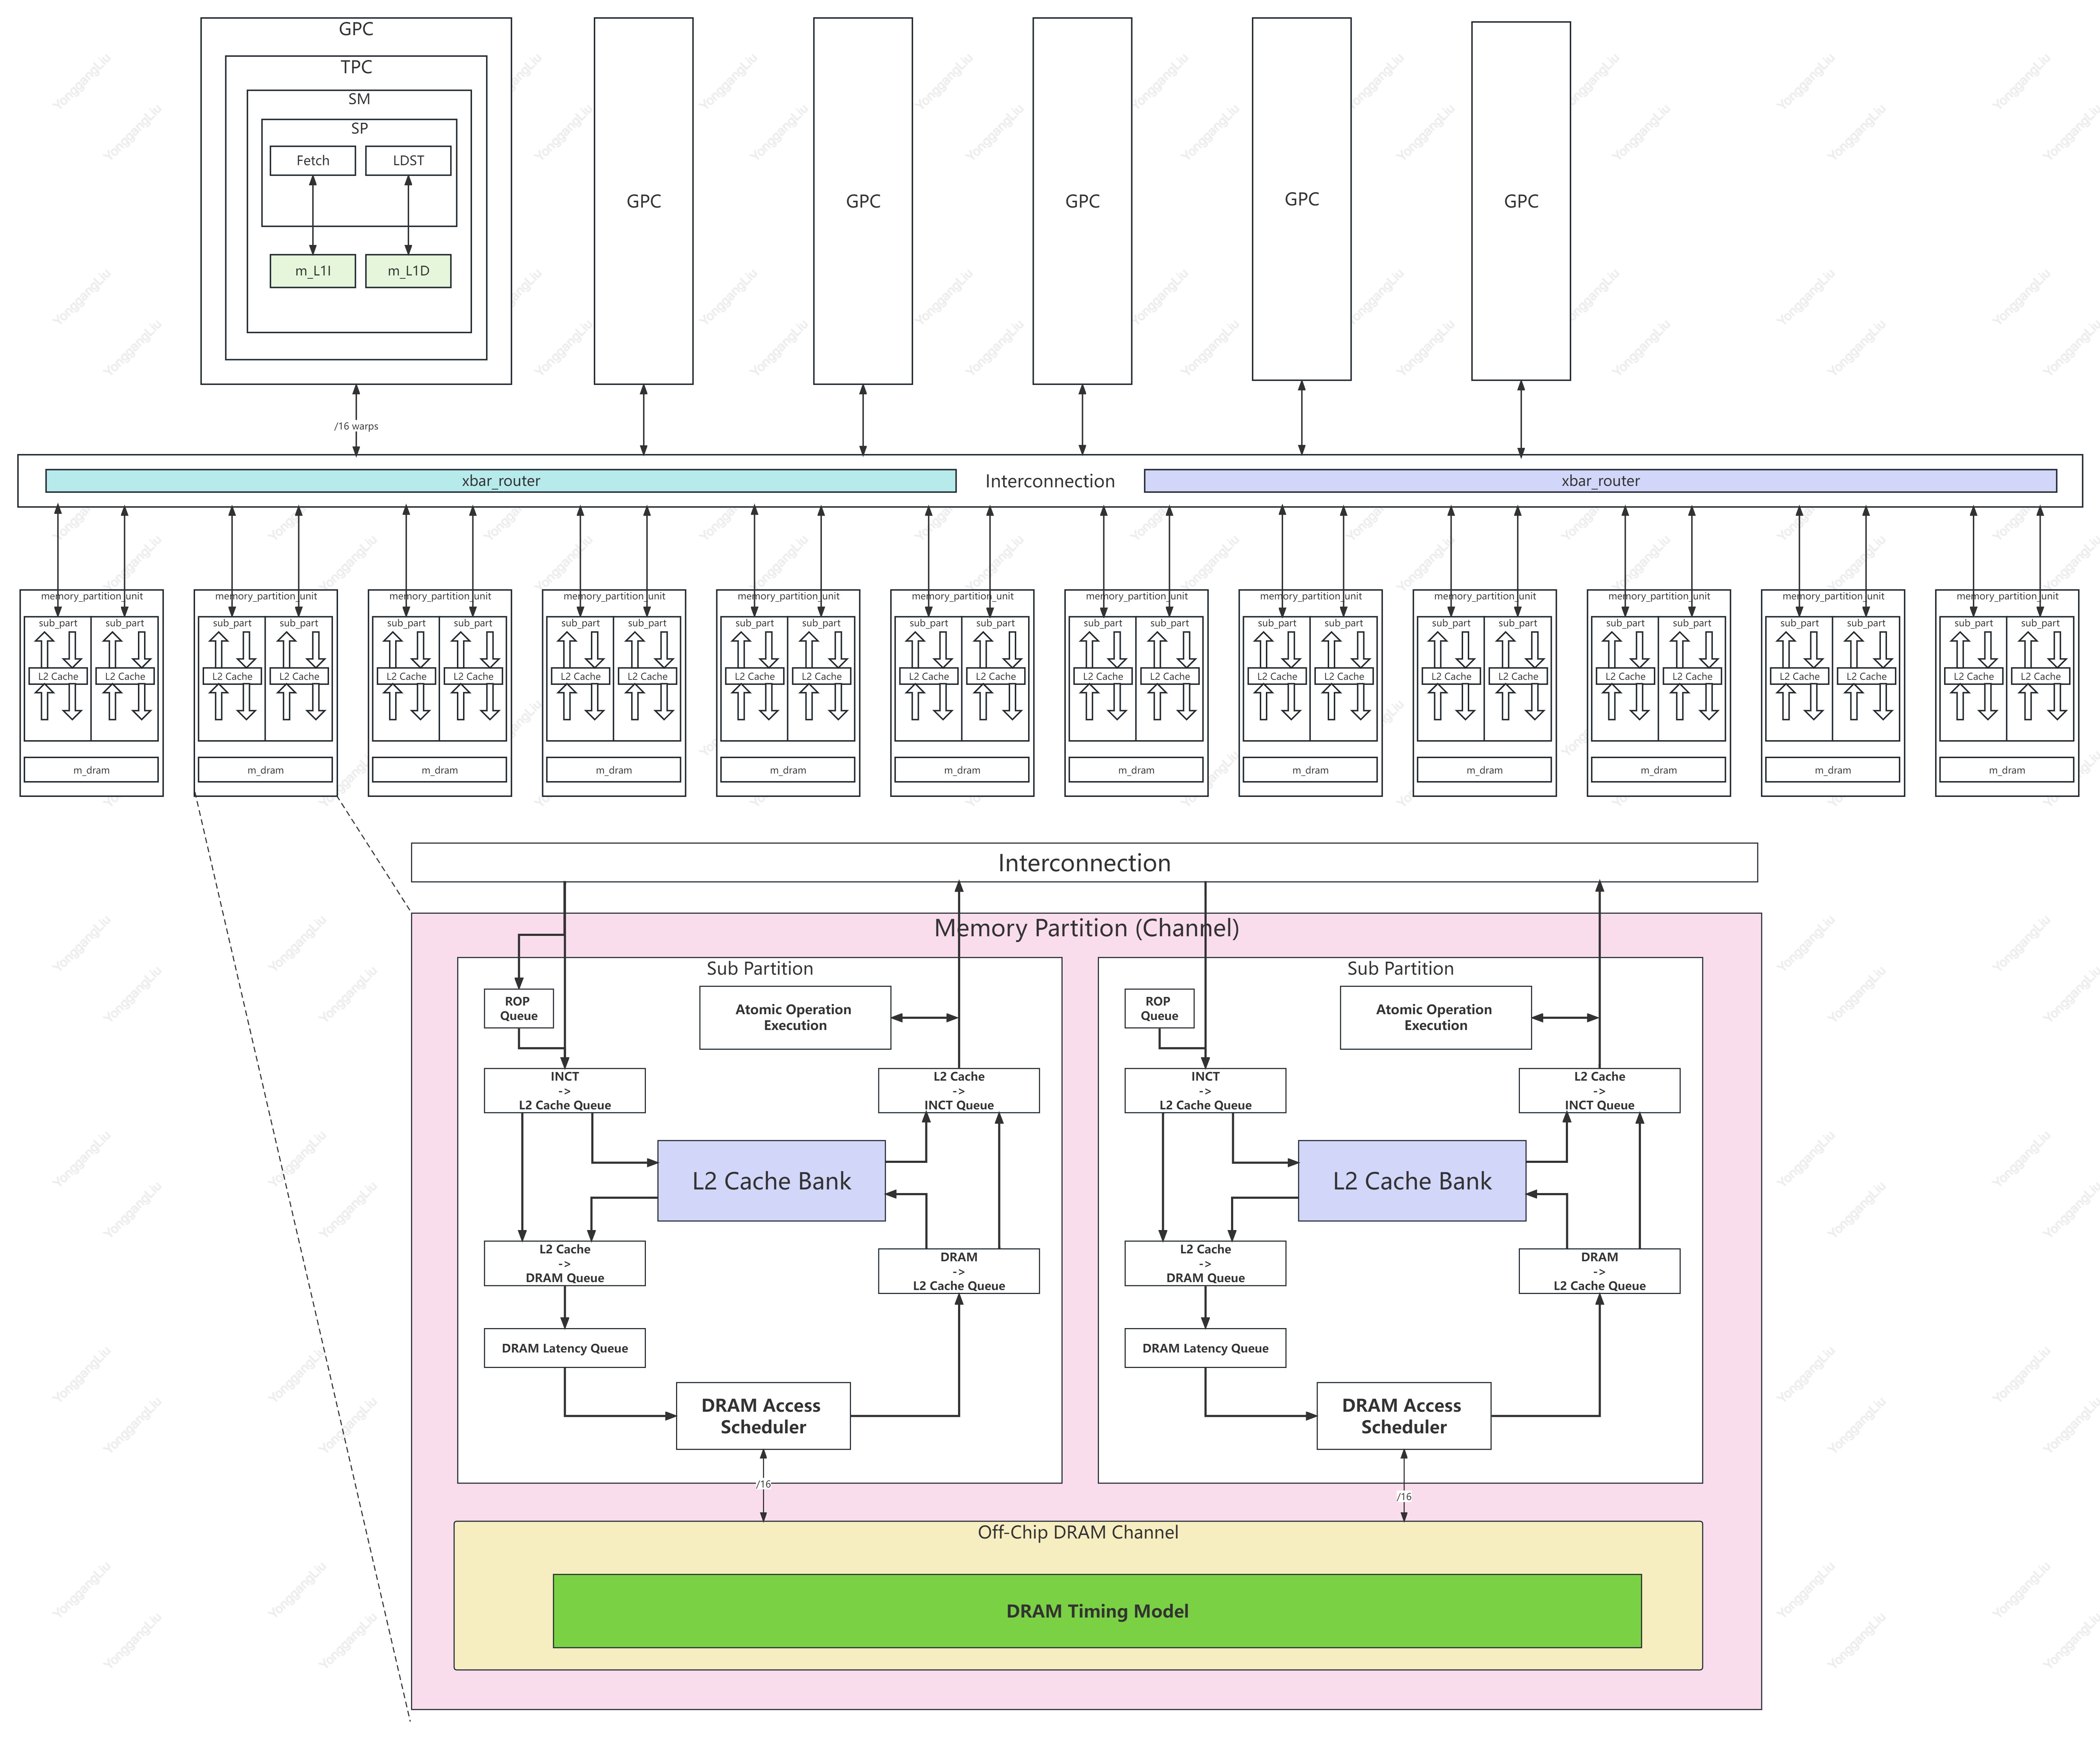 GPC
TPC
SM
SP
Fetch
LDST
m_L1I
m_L1D
GPC
GPC
GPC
GPC
GPC
/16 warps
xbar_router
Interconnection
xbar_router
memory_partition_unit
sub_part
sub_part
L2 Cache
L2 Cache
m_dram
memory_partition_unit
sub_part
sub_part
L2 Cache
L2 Cache
m_dram
memory_partition_unit
sub_part
sub_part
L2 Cache
L2 Cache
m_dram
memory_partition_unit
sub_part
sub_part
L2 Cache
L2 Cache
m_dram
memory_partition_unit
sub_part
sub_part
L2 Cache
L2 Cache
m_dram
memory_partition_unit
sub_part
sub_part
L2 Cache
L2 Cache
m_dram
memory_partition_unit
sub_part
sub_part
L2 Cache
L2 Cache
m_dram
memory_partition_unit
sub_part
sub_part
L2 Cache
L2 Cache
m_dram
memory_partition_unit
sub_part
sub_part
L2 Cache
L2 Cache
m_dram
memory_partition_unit
sub_part
sub_part
L2 Cache
L2 Cache
m_dram
memory_partition_unit
sub_part
sub_part
L2 Cache
L2 Cache
m_dram
memory_partition_unit
sub_part
sub_part
L2 Cache
L2 Cache
m_dram
Interconnection
Memory Partition (Channel)
Sub Partition
ROP
Queue
Atomic Operation
Execution
INCT
->
L2 Cache Queue
L2 Cache
->
INCT Queue
L2 Cache Bank
L2 Cache
->
DRAM Queue
DRAM
->
L2 Cache Queue
DRAM Latency Queue
DRAM Access
Scheduler
/16
Sub Partition
ROP
Queue
Atomic Operation
Execution
INCT
->
L2 Cache Queue
L2 Cache
->
INCT Queue
L2 Cache Bank
L2 Cache
->
DRAM Queue
DRAM
->
L2 Cache Queue
DRAM Latency Queue
DRAM Access
Scheduler
/16
Off-Chip DRAM Channel
DRAM Timing Model
YonggangLiu